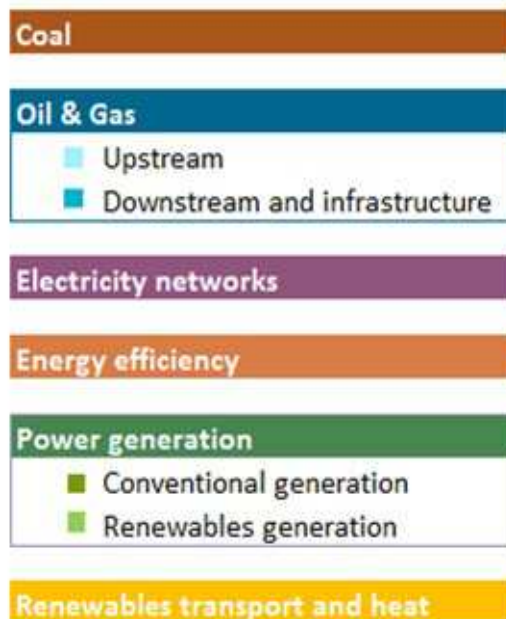 Coal
Oil & Gas
Upstream
Downstream and infrastructure
Electricity networks
Energy efficiency
Power generation
Conventional generation
Renewables generation
Renewables transport and heat